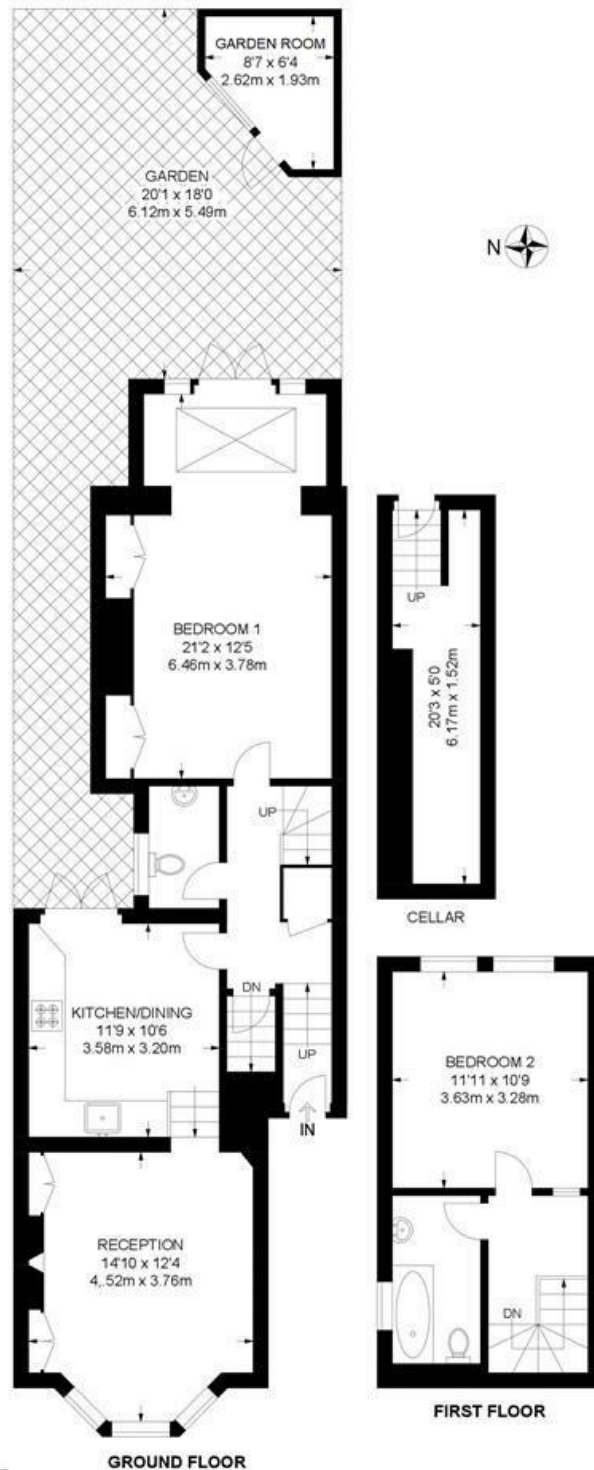 GARDEN ROOM
8'7 x 6'4
2.62m x 1.93m
GARDEN
20'1 x 18'0
6.12m x 5.49m
N
BEDROOM 1
21'2 x 12'5
6.46m x 3.78m
UP
20'3 x 5'0
6.17m x 1.52m
CELLAR
UP
DN
UP
IN
KITCHEN/DINING
11'9 x 10'6
3.58m x 3.20m
RECEPTION
14'10 x 12'4
4,.52m x 3.76m
GROUND FLOOR
BEDROOM 2
11'11 x 10'9
3.63m x 3.28m
DN
FIRST FLOOR